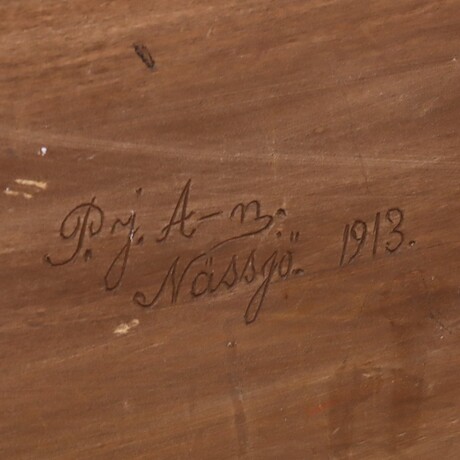 P. j. A-n.
Nässjö. 1913.